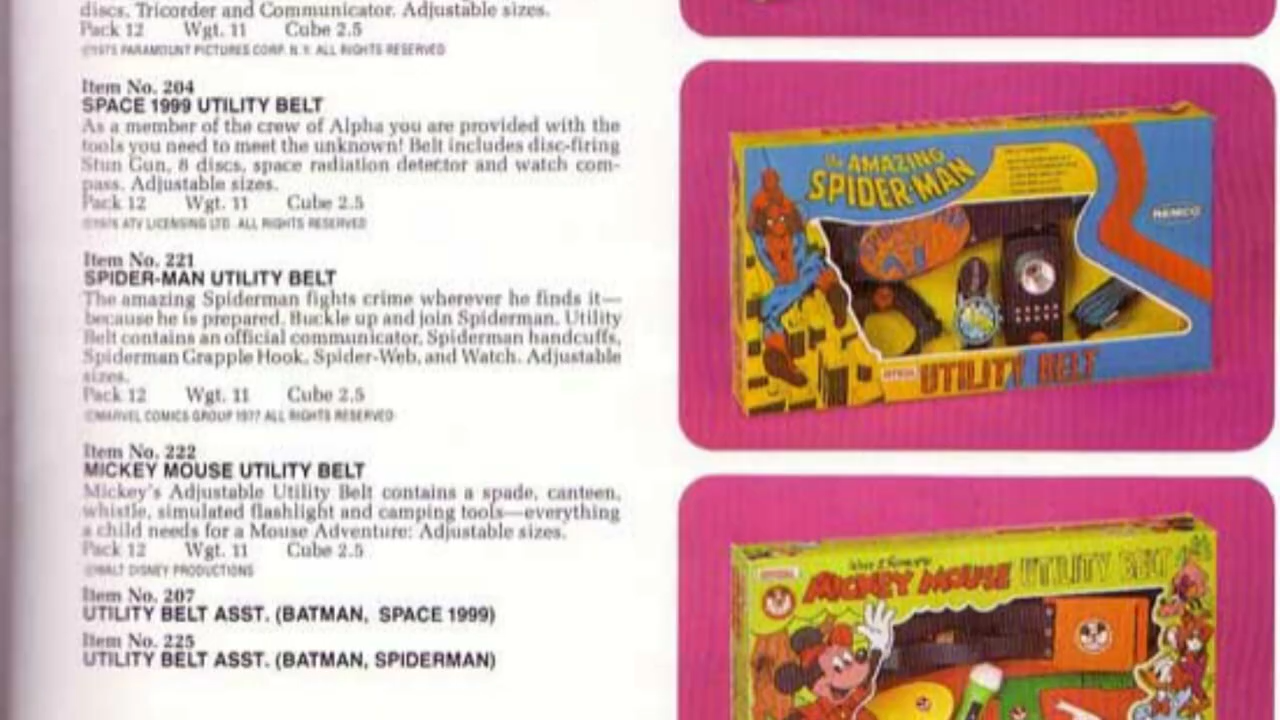 discs, Tricorder and Communicator. Adjustable sizes.
Pack 12 Wgt. 11 Cube 2.5
©1975 PARAMOUNT PICTURES CORP. N.Y. ALL RIGHTS RESERVED
Item No. 204
SPACE 1999 UTILITY BELT
As a member of the crew of Alpha you are provided with the
tools you need to meet the unknown! Belt includes disc-firing
Stun Gun, 8 discs, space radiation detector and watch com-
pass. Adjustable sizes.
Pack 12 Wgt. 11 Cube 2.5
©1976 ATV LICENSING LTD. ALL RIGHTS RESERVED
Item No. 221
SPIDER-MAN UTILITY BELT
The amazing Spiderman fights crime wherever he finds it—
because he is prepared. Buckle up and join Spiderman. Utility
Belt contains an official communicator, Spiderman handcuffs,
Spiderman Grapple Hook, Spider-Web, and Watch. Adjustable
sizes.
Pack 12 Wgt. 11 Cube 2.5
©MARVEL COMICS GROUP 1977 ALL RIGHTS RESERVED
Item No. 222
MICKEY MOUSE UTILITY BELT
Mickey's Adjustable Utility Belt contains a spade, canteen,
whistle, simulated flashlight and camping tools—everything
a child needs for a Mouse Adventure: Adjustable sizes.
Pack 12 Wgt. 11 Cube 2.5
©WALT DISNEY PRODUCTIONS
Item No. 207
UTILITY BELT ASST. (BATMAN, SPACE 1999)
Item No. 225
UTILITY BELT ASST. (BATMAN, SPIDERMAN)
the AMAZING
SPIDER-MAN
REMCO
UTILITY BELT
Walt Disney's
MICKEY MOUSE UTILITY BELT